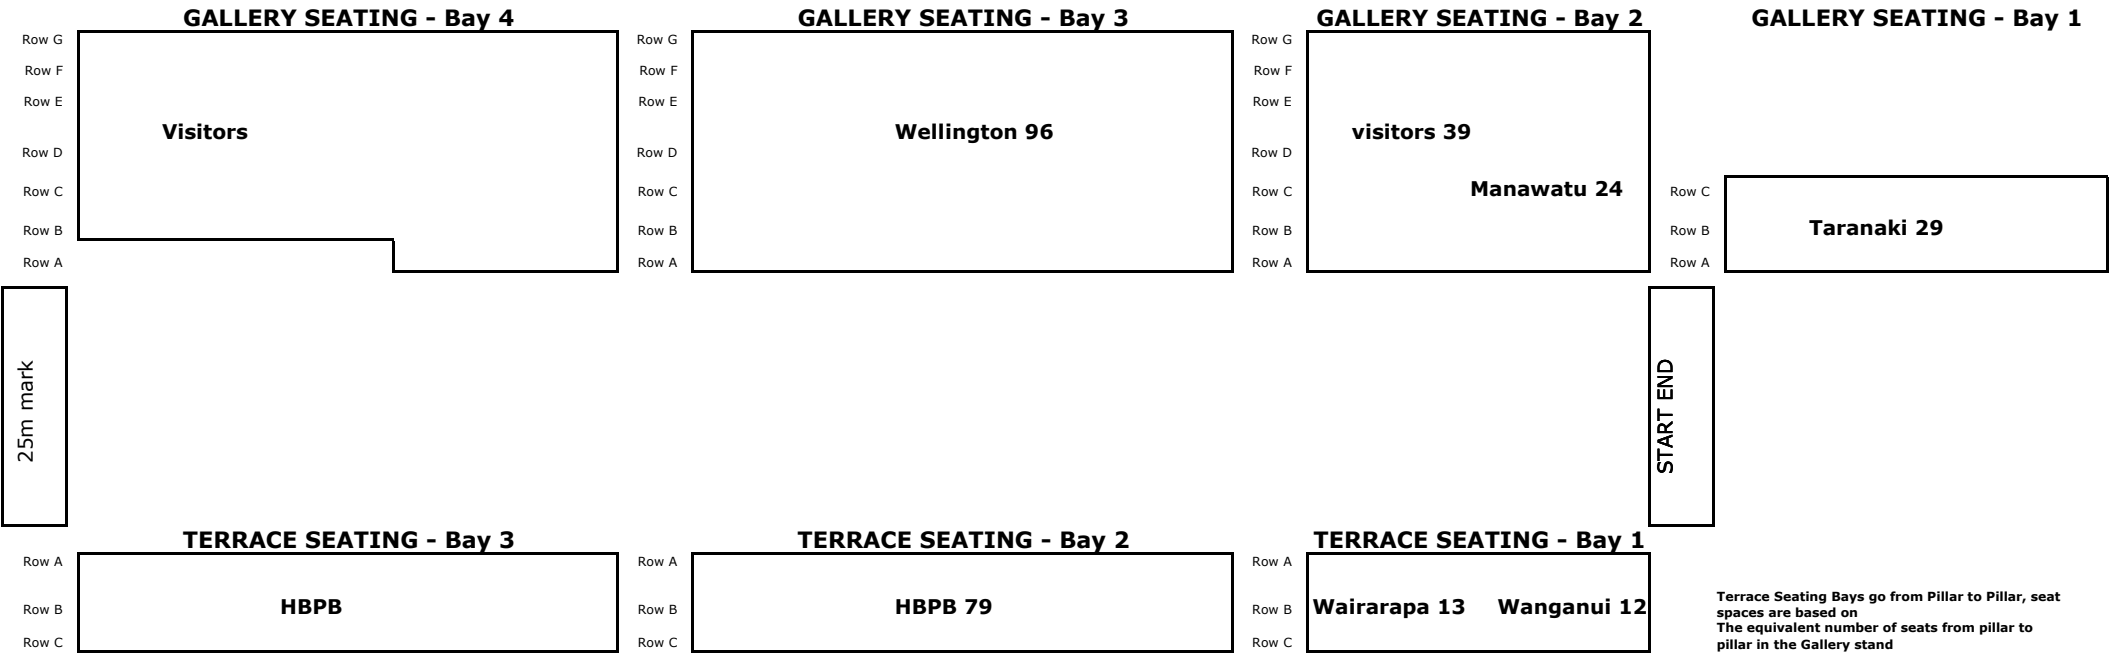 GALLERY SEATING - Bay 4 GALLERY SEATING - Bay 3 GALLERY SEATING - Bay 2 GALLERY SEATING - Bay 1
Row G Row G Row G
Row F Row F Row F
Row E Row E Row E
Visitors Wellington 96 visitors 39
Row D Row D Row D
Row C Row C Row C Manawatu 24 Row C
Row B Row B Row B Row B Taranaki 29
Row A Row A Row A Row A
25m mark
START END
TERRACE SEATING - Bay 3 TERRACE SEATING - Bay 2 TERRACE SEATING - Bay 1
Row A Row A Row A
Row B HBPB Row B HBPB 79 Row B Wairarapa 13 Wanganui 12
Row C Row C Row C
Terrace Seating Bays go from Pillar to Pillar, seat
spaces are based on
The equivalent number of seats from pillar to
pillar in the Gallery stand